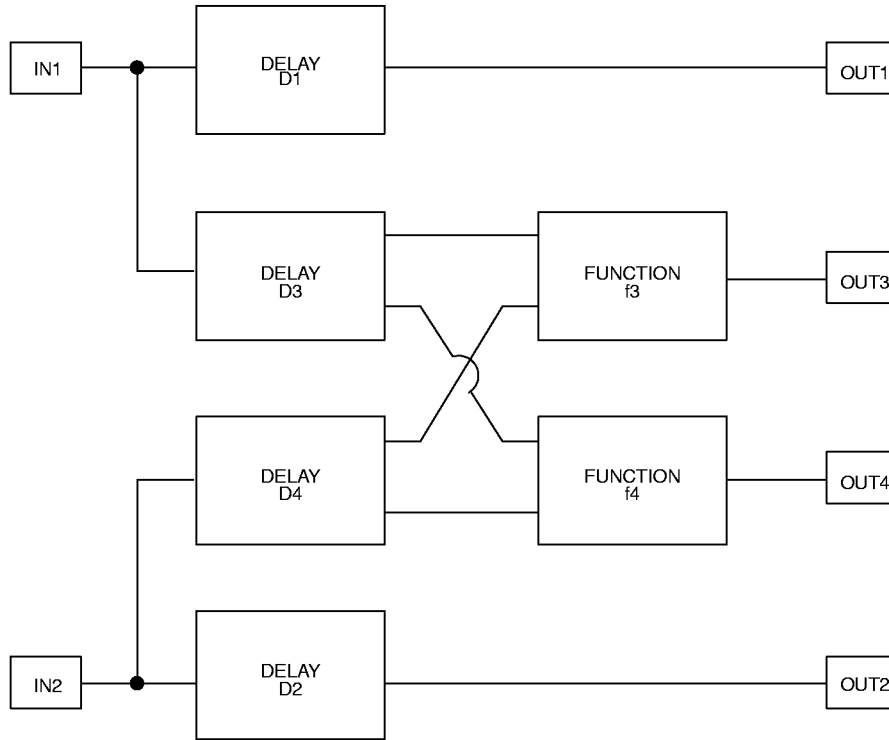 IN1
DELAY
D1
OUT1
DELAY
D3
FUNCTION
f3
OUT3
DELAY
D4
FUNCTION
f4
OUT4
IN2
DELAY
D2
OUT2